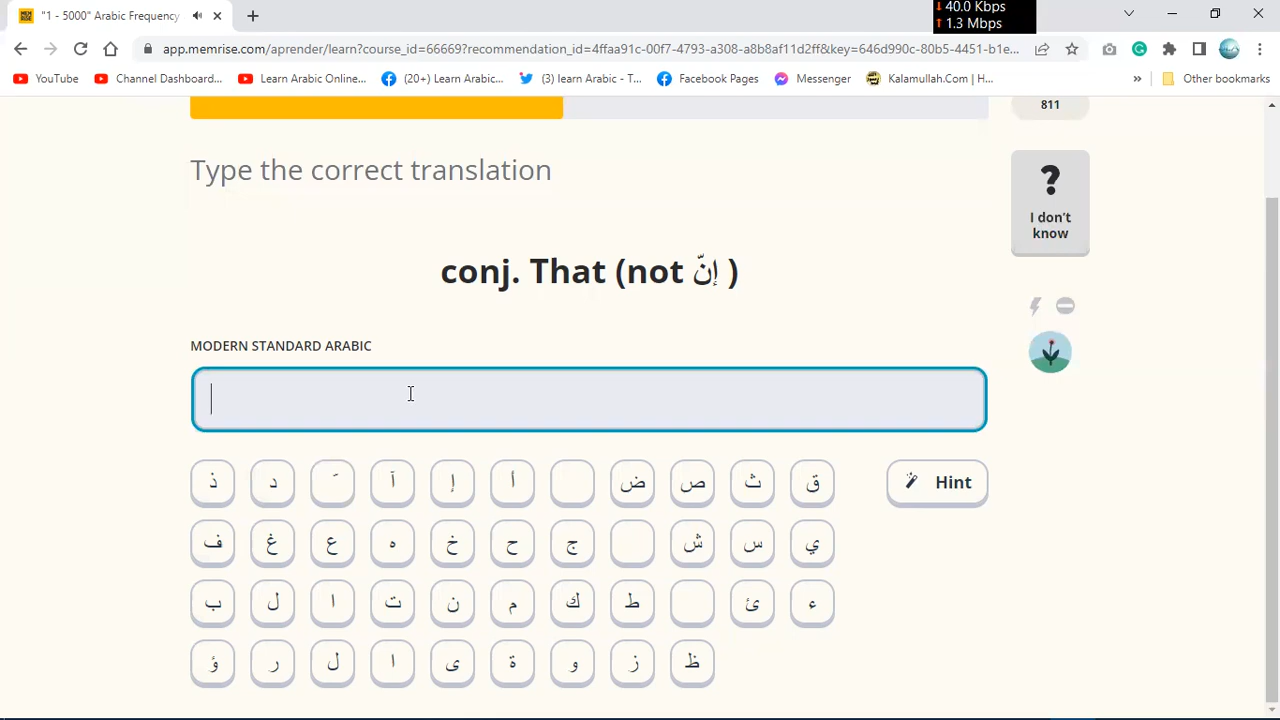 "1 - 5000" Arabic Frequency
40.0 Kbps
1.3 Mbps
app.memrise.com/aprender/learn?course_id=66669?recommendation_id=4ffaa91c-00f7-4793-a308-a8b8af11d2ff&key=646d990c-80b5-4451-b1e...
YouTube
Channel Dashboard...
Learn Arabic Online...
(20+) Learn Arabic...
(3) learn Arabic - T...
Facebook Pages
Messenger
Kalamullah.Com | H...
»
Other bookmarks
811
Type the correct translation
?
I don't
know
conj. That (not إنّ )
MODERN STANDARD ARABIC
ذ د َ آ إ أ ض ص ث ق
Hint
ف غ ع ه خ ح ج ش س ي
ب ل ا ت ن م ك ط ئ ء
ؤ ر ل ا ى ة و ز ظ